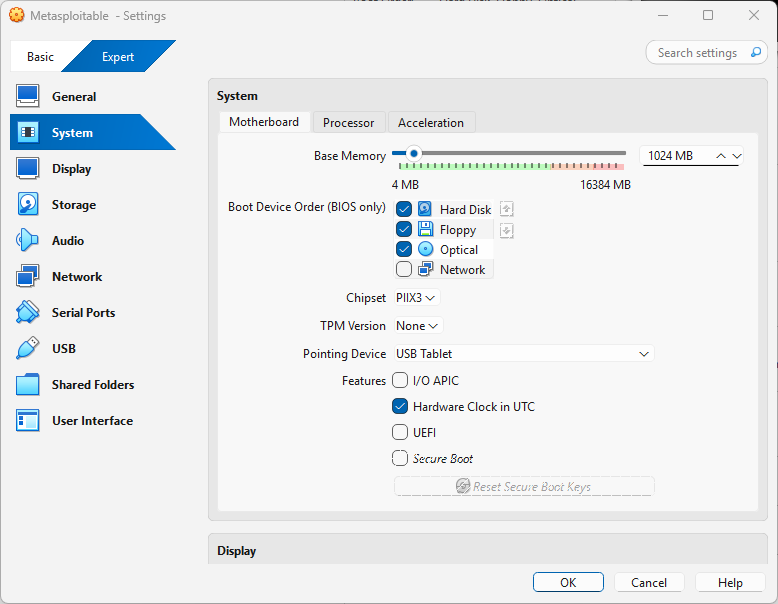 Metasploitable - Settings
Basic
Expert
Search settings
General
System
Display
Storage
Audio
Network
Serial Ports
USB
Shared Folders
User Interface
System
Motherboard
Processor
Acceleration
Base Memory
1024 MB
4 MB
16384 MB
Boot Device Order (BIOS only)
Hard Disk
Floppy
Optical
Network
Chipset
PIIX3
TPM Version
None
Pointing Device
USB Tablet
Features
I/O APIC
Hardware Clock in UTC
UEFI
Secure Boot
Reset Secure Boot Keys
Display
OK
Cancel
Help